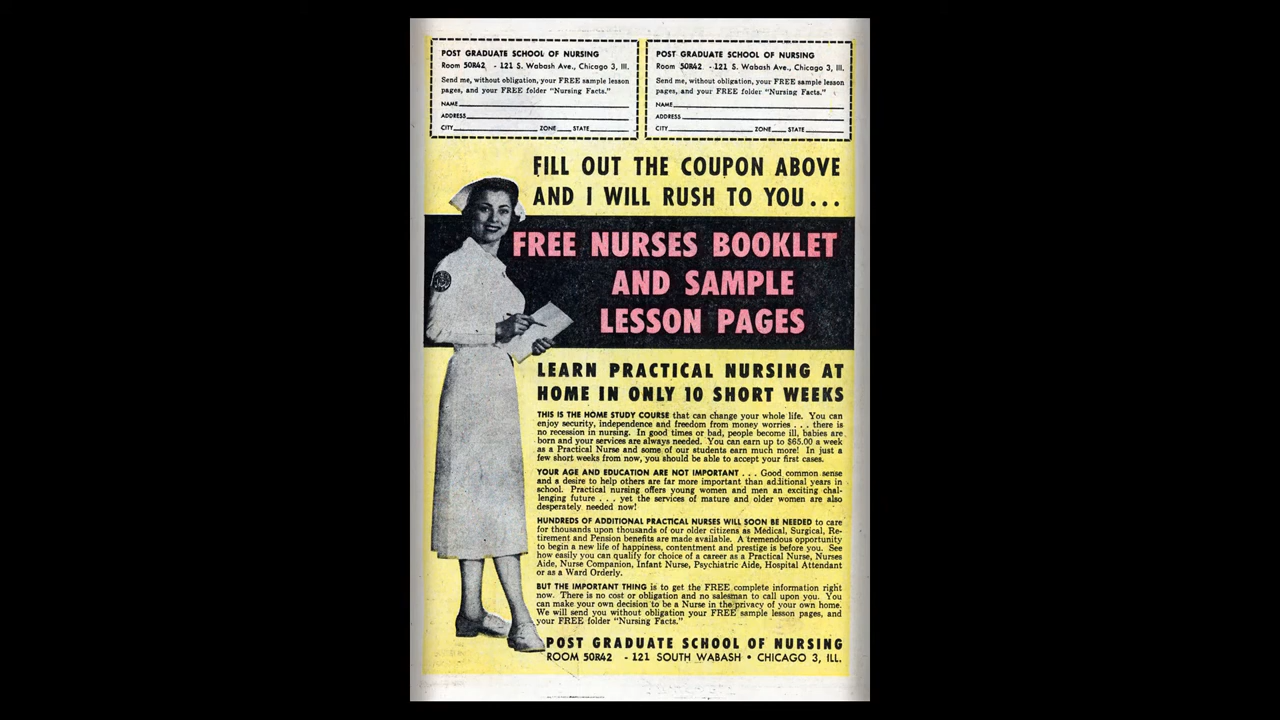 POST GRADUATE SCHOOL OF NURSING
Room 50R42 - 121 S. Wabash Ave., Chicago 3, Ill.
Send me, without obligation, your FREE sample lesson
pages, and your FREE folder "Nursing Facts."
NAME
ADDRESS
CITY ZONE STATE
POST GRADUATE SCHOOL OF NURSING
Room 50R42 - 121 S. Wabash Ave., Chicago 3, Ill.
Send me, without obligation, your FREE sample lesson
pages, and your FREE folder "Nursing Facts."
NAME
ADDRESS
CITY ZONE STATE
FILL OUT THE COUPON ABOVE
AND I WILL RUSH TO YOU...
FREE NURSES BOOKLET
AND SAMPLE
LESSON PAGES
LEARN PRACTICAL NURSING AT
HOME IN ONLY 10 SHORT WEEKS
THIS IS THE HOME STUDY COURSE that can change your whole life. You can
enjoy security, independence and freedom from money worries . . . there is
no recession in nursing. In good times or bad, people become ill, babies are
born and your services are always needed. You can earn up to $65.00 a week
as a Practical Nurse and some of our students earn much more! In just a
few short weeks from now, you should be able to accept your first cases.
YOUR AGE AND EDUCATION ARE NOT IMPORTANT . . . Good common sense
and a desire to help others are far more important than additional years in
school. Practical nursing offers young women and men an exciting chal-
lenging future . . . yet the services of mature and older women are also
desperately needed now!
HUNDREDS OF ADDITIONAL PRACTICAL NURSES WILL SOON BE NEEDED to care
for thousands upon thousands of our older citizens as Medical, Surgical, Re-
tirement and Pension benefits are made available. A tremendous opportunity
to begin a new life of happiness, contentment and prestige is before you. See
how easily you can qualify for choice of a career as a Practical Nurse, Nurses
Aide, Nurse Companion, Infant Nurse, Psychiatric Aide, Hospital Attendant
or as a Ward Orderly.
BUT THE IMPORTANT THING is to get the FREE complete information right
now. There is no cost or obligation and no salesman to call upon you. You
can make your own decision to be a Nurse in the privacy of your own home.
We will send you without obligation your FREE sample lesson pages, and
your FREE folder "Nursing Facts."
POST GRADUATE SCHOOL OF NURSING
ROOM 50R42 - 121 SOUTH WABASH • CHICAGO 3, ILL.